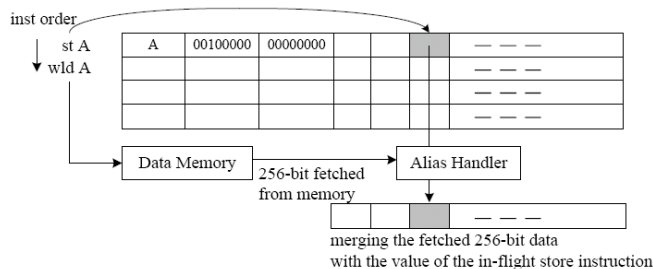 inst order
st A
wld A
A 00100000 00000000
Data Memory
256-bit fetched
from memory
Alias Handler
merging the fetched 256-bit data
with the value of the in-flight store instruction